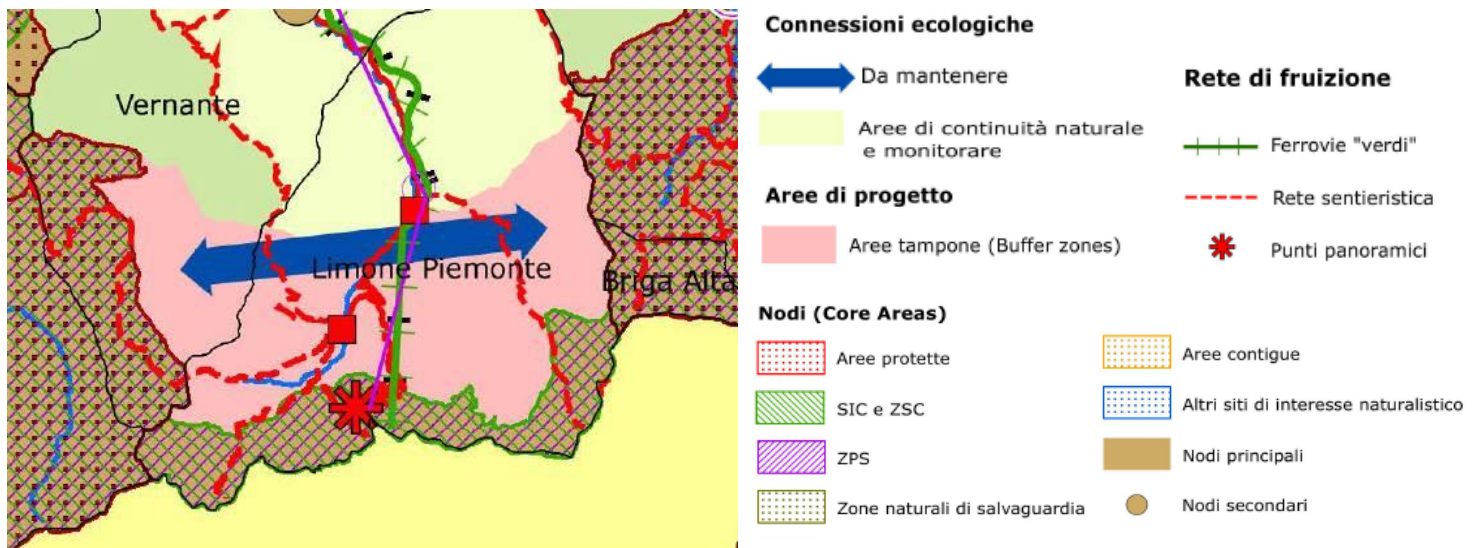 Vernante
Limone Piemonte
Briga Alta
Connessioni ecologiche
Da mantenere
Aree di continuità naturale
e monitorare
Aree di progetto
Aree tampone (Buffer zones)
Rete di fruizione
Ferrovie "verdi"
Rete sentieristica
Punti panoramici
Nodi (Core Areas)
Aree protette
SIC e ZSC
ZPS
Zone naturali di salvaguardia
Aree contigue
Altri siti di interesse naturalistico
Nodi principali
Nodi secondari